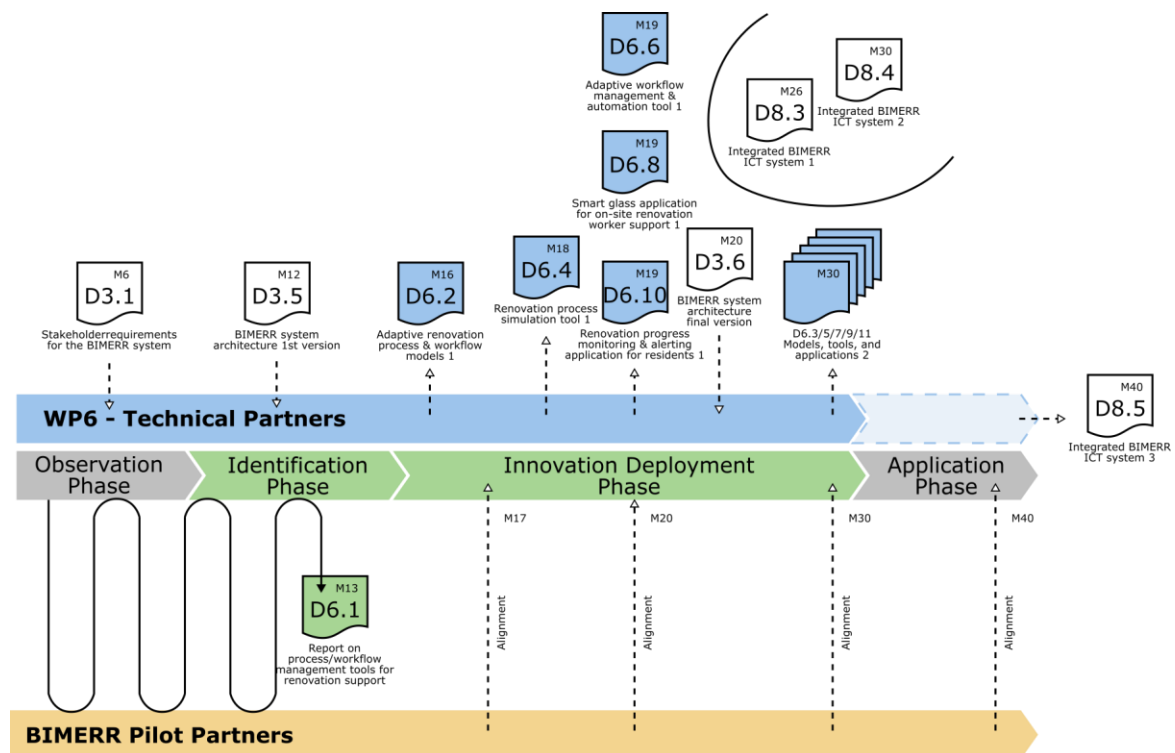 M19
D6.6
Adaptive workflow
management &
automation tool 1
M30
D8.4
Integrated BIMERR
ICT system 2
M26
D8.3
Integrated BIMERR
ICT system 1
M19
D6.8
Smart glass application
for on-site renovation
worker support 1
M6
D3.1
Stakeholderrequirements
for the BIMERR system
M12
D3.5
BIMERR system
architecture 1st version
M16
D6.2
Adaptive renovation
process & workflow
models 1
M18
D6.4
Renovation process
simulation tool 1
M19
D6.10
Renovation progress
monitoring & alerting
application for residents 1
M20
D3.6
BIMERR system
architecture
final version
M30
D6.3/5/7/9/11
Models, tools, and
applications 2
WP6 - Technical Partners
M40
D8.5
Integrated BIMERR
ICT system 3
Observation
Phase
Identification
Phase
Innovation Deployment
Phase
Application
Phase
M17
M20
M30
M40
M13
D6.1
Report on
process/workflow
management tools for
renovation support
Alignment
Alignment
Alignment
Alignment
BIMERR Pilot Partners